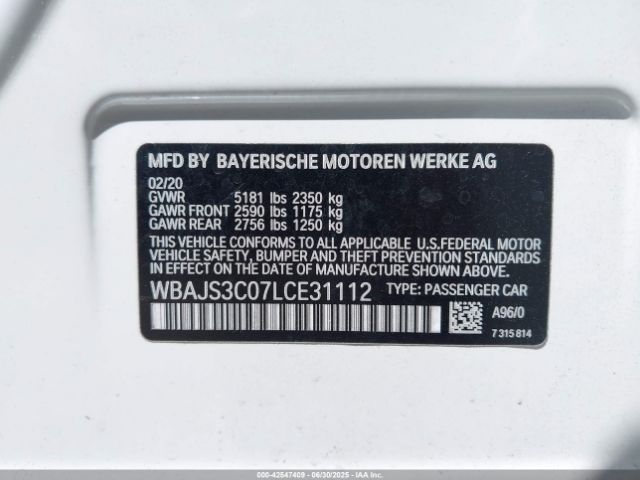 MFD BY BAYERISCHE MOTOREN WERKE AG
02/20
GVWR 5181 lbs 2350 kg
GAWR FRONT 2590 lbs 1175 kg
GAWR REAR 2756 lbs 1250 kg
THIS VEHICLE CONFORMS TO ALL APPLICABLE U.S.FEDERAL MOTOR
VEHICLE SAFETY, BUMPER AND THEFT PREVENTION STANDARDS
IN EFFECT ON THE DATE OF MANUFACTURE SHOWN ABOVE.
WBAJS3C07LCE31112 TYPE: PASSENGER CAR
A96/0
7 315 814
000-42547409 - 06/30/2025 - IAAI.COM